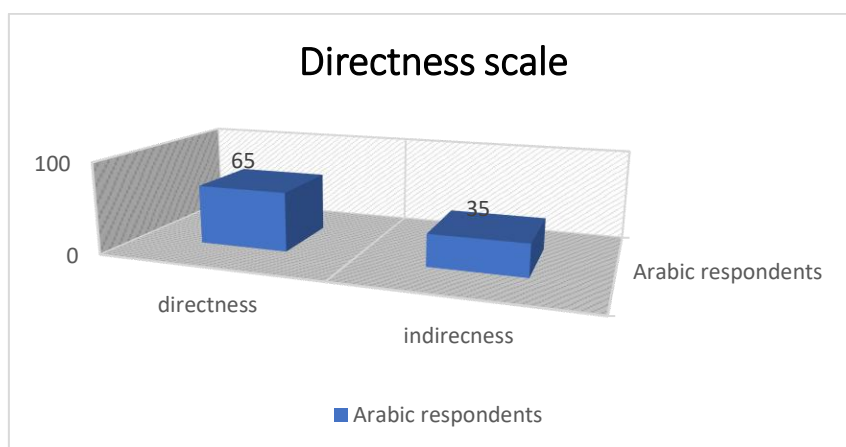 Directness scale
100
0
65
35
directness
indirecness
Arabic respondents
Arabic respondents